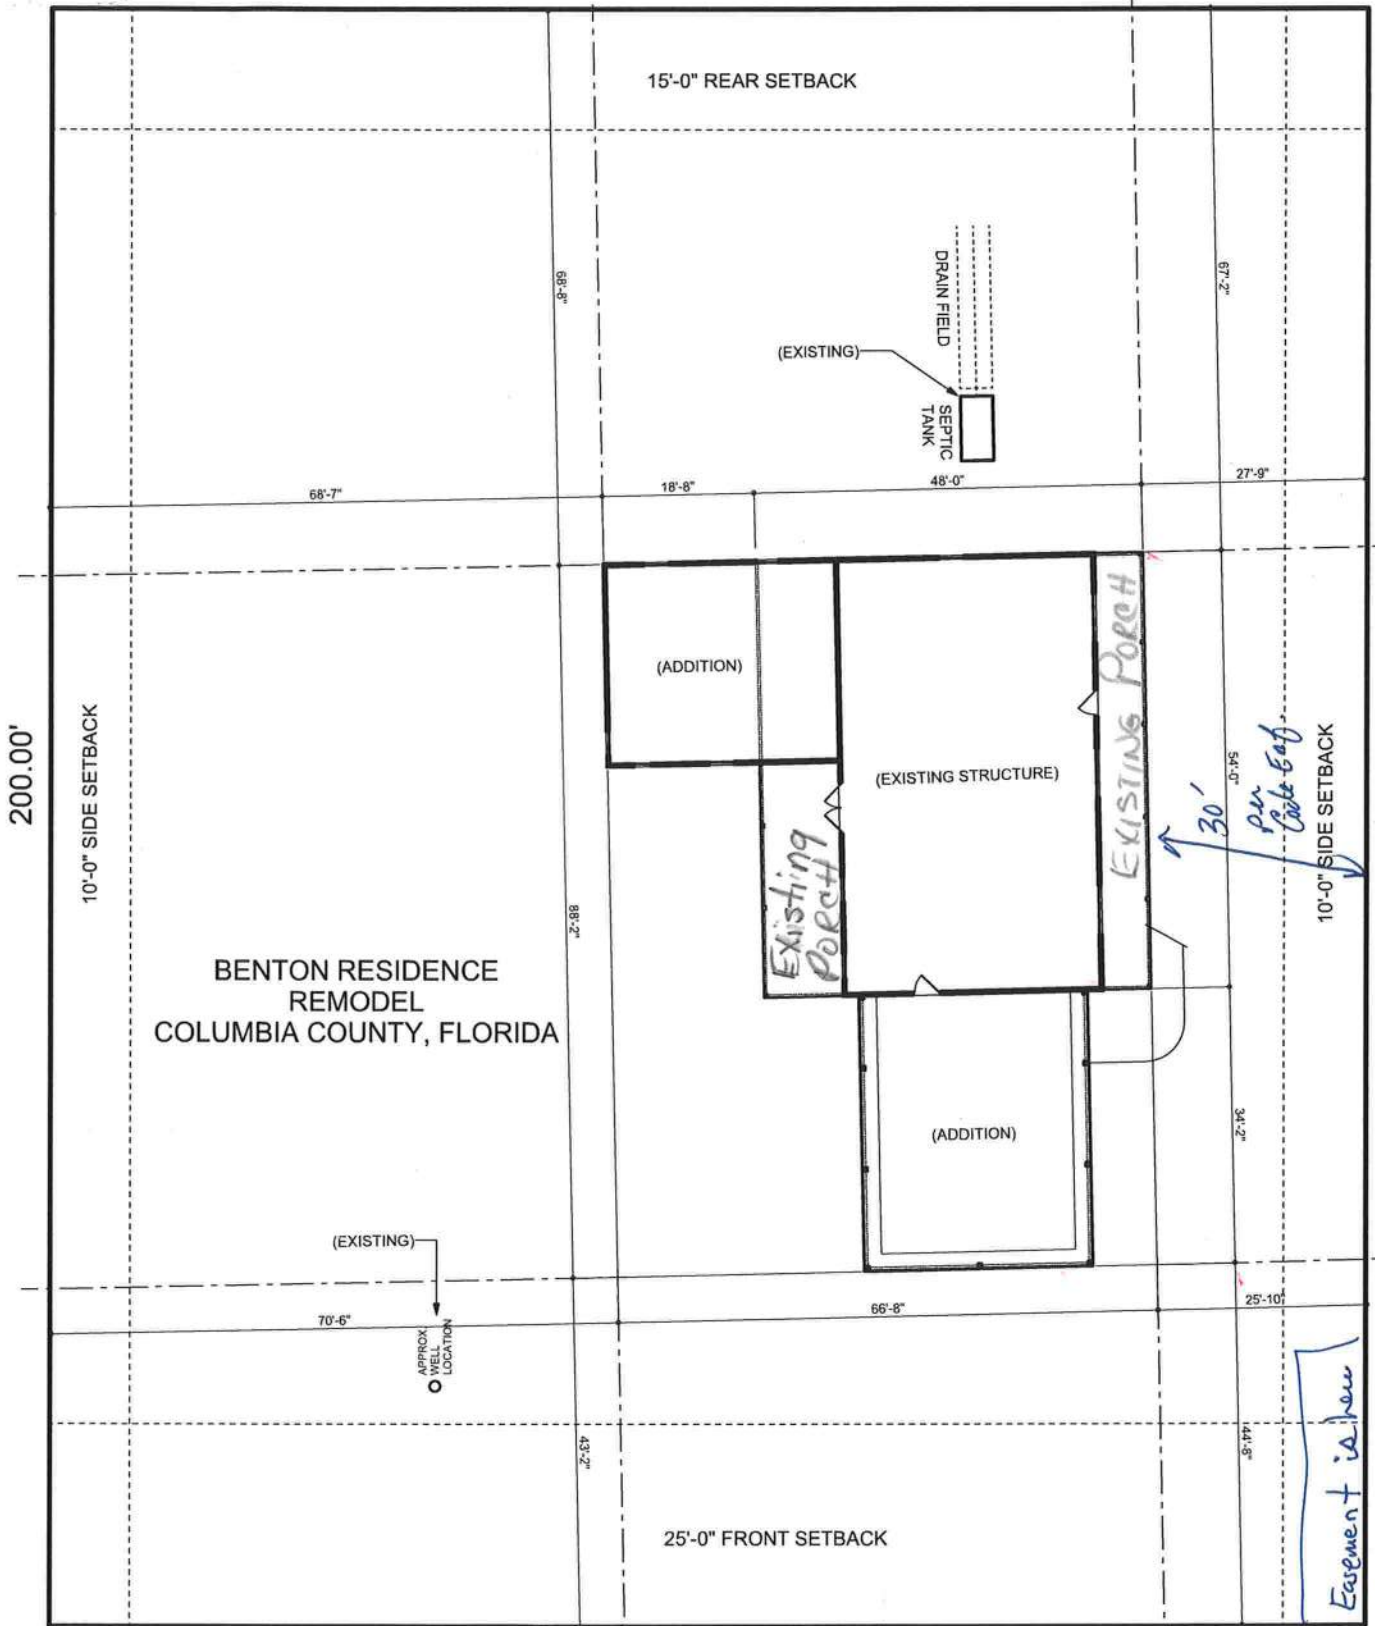 15'-0" REAR SETBACK
68'-8"
67'-2"
DRAIN FIELD
(EXISTING)
SEPTIC
TANK
68'-7"
18'-8"
48'-0"
27'-9"
(ADDITION)
(EXISTING STRUCTURE)
EXISTING PORCH
54'-0"
30'
per
10'-0" SIDE SETBACK
200.00'
10'-0" SIDE SETBACK
Existing
PORCH
88'-2"
BENTON RESIDENCE
REMODEL
COLUMBIA COUNTY, FLORIDA
(ADDITION)
34'-2"
(EXISTING)
APPROX
WELL
LOCATION
70'-6"
66'-8"
25'-10"
43'-2"
44'-8"
Easement is here
25'-0" FRONT SETBACK